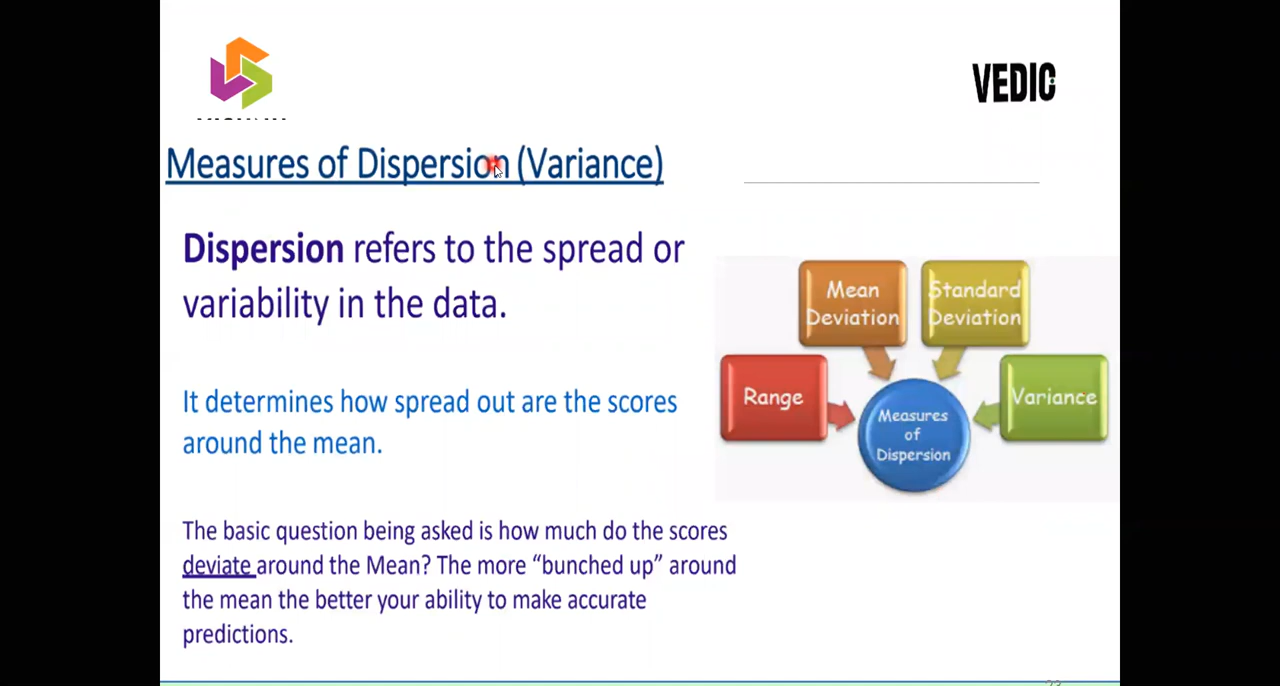 VEDIC
Measures of Dispersion (Variance)
Dispersion refers to the spread or
variability in the data.
It determines how spread out are the scores
around the mean.
The basic question being asked is how much do the scores
deviate around the Mean? The more “bunched up” around
the mean the better your ability to make accurate
predictions.
Mean
Deviation
Standard
Deviation
Range
Variance
Measures
of
Dispersion